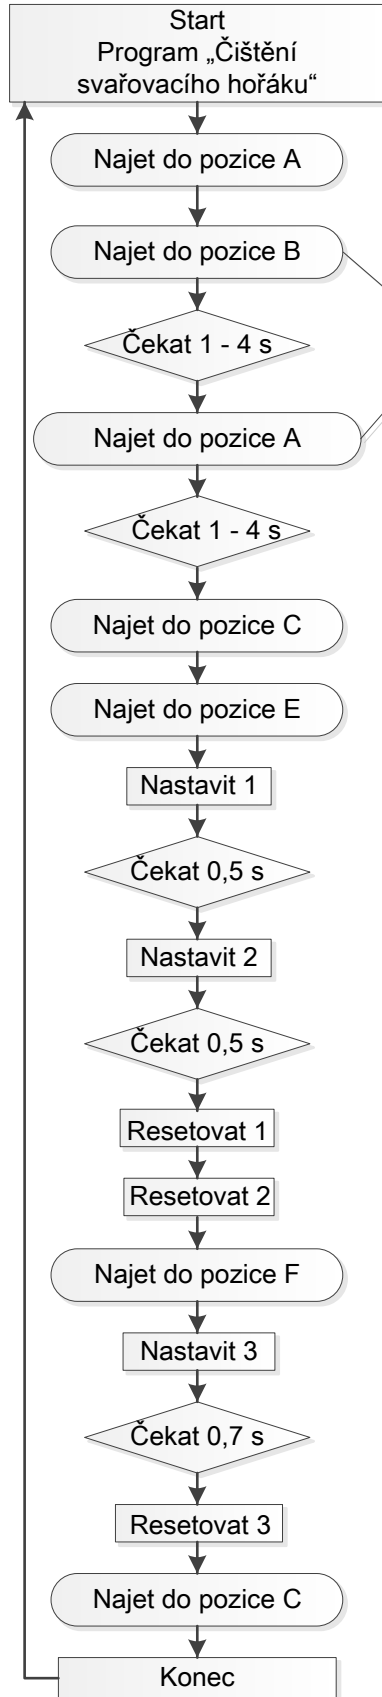 Start
Program „Čištění
svařovacího hořáku“
Najet do pozice A
Najet do pozice B
Čekat 1 - 4 s
Najet do pozice A
Čekat 1 - 4 s
Najet do pozice C
Najet do pozice E
Nastavit 1
Čekat 0,5 s
Nastavit 2
Čekat 0,5 s
Resetovat 1
Resetovat 2
Najet do pozice F
Nastavit 3
Čekat 0,7 s
Resetovat 3
Najet do pozice C
Konec